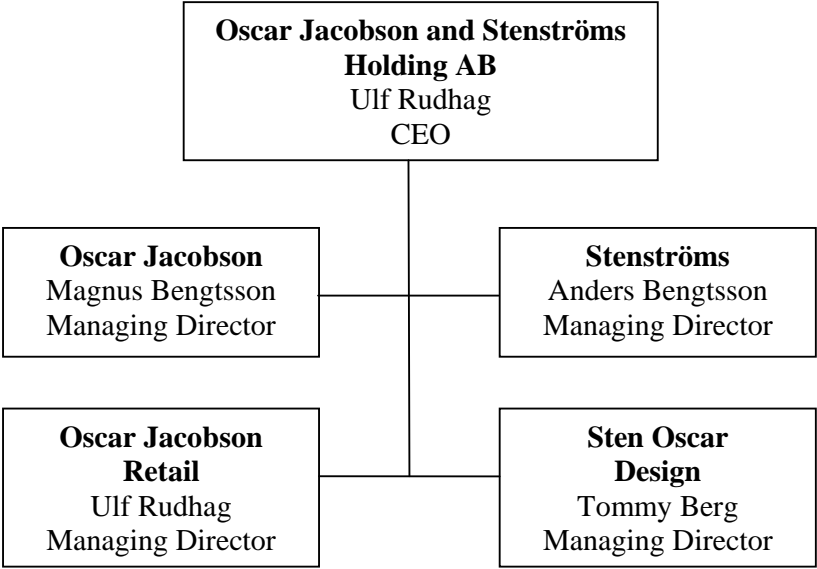 Oscar Jacobson and Stenströms
Holding AB
Ulf Rudhag
CEO
Oscar Jacobson
Magnus Bengtsson
Managing Director
Stenströms
Anders Bengtsson
Managing Director
Oscar Jacobson
Retail
Ulf Rudhag
Managing Director
Sten Oscar
Design
Tommy Berg
Managing Director